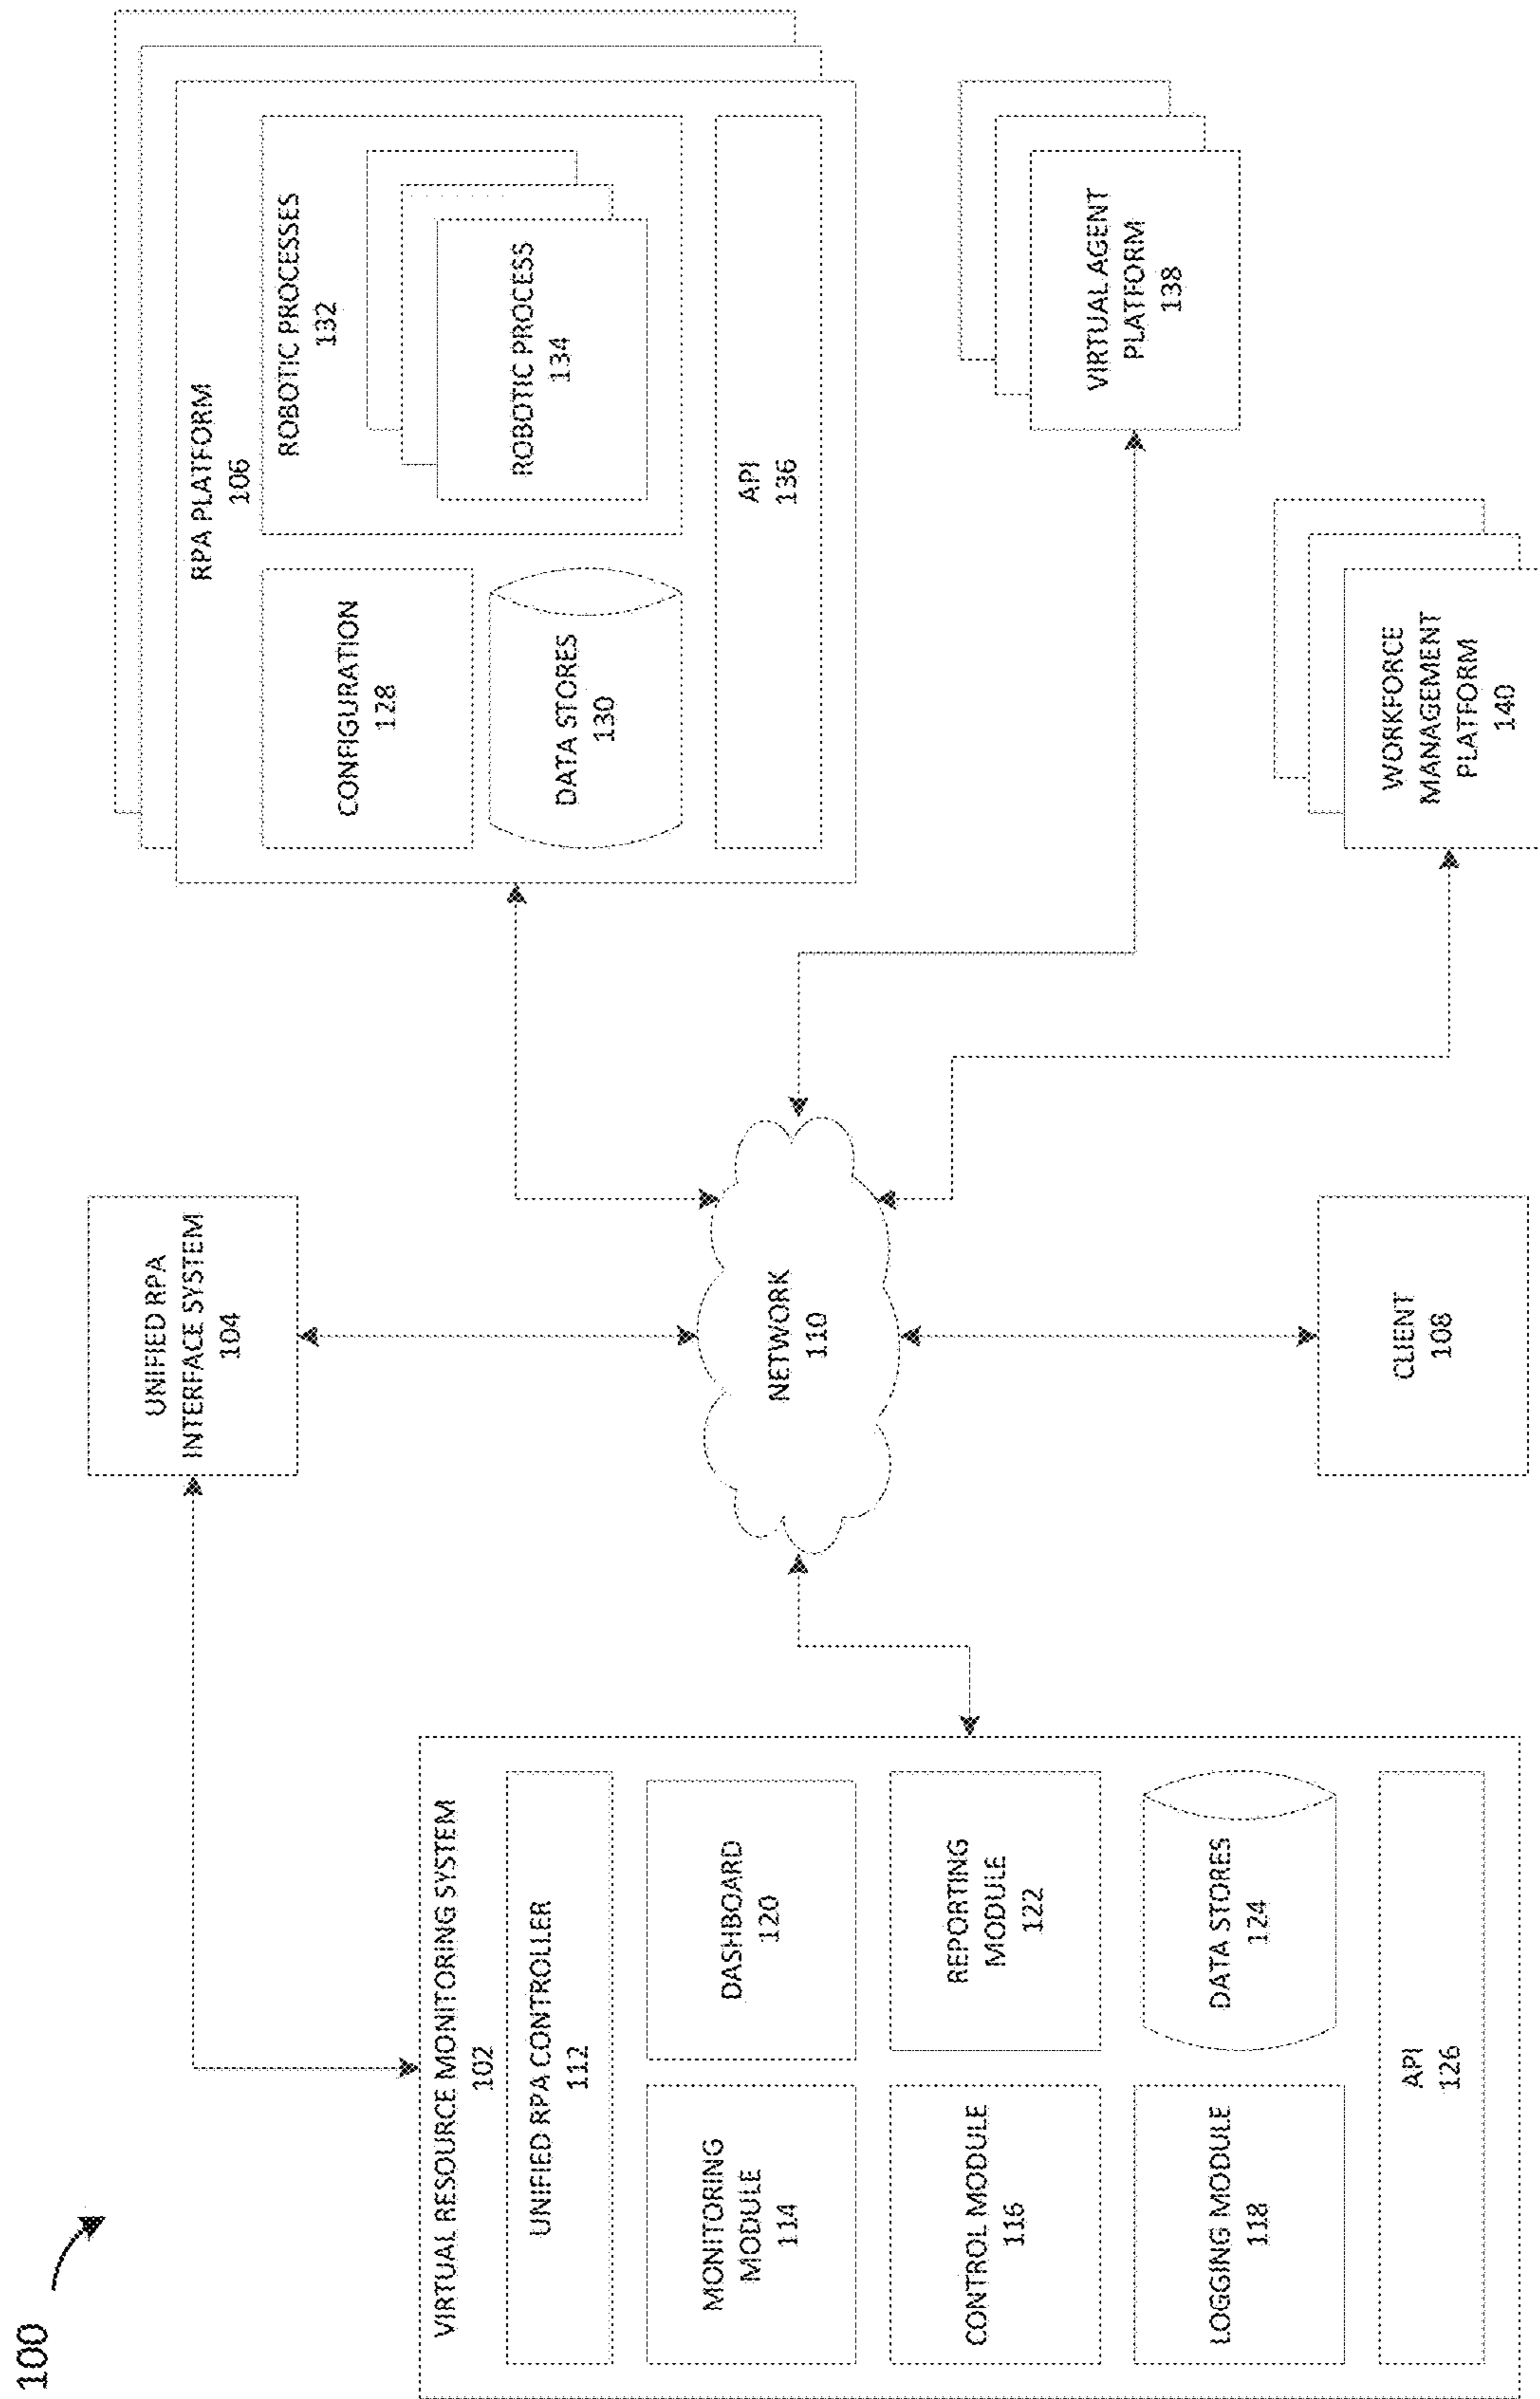 100
VIRTUAL RESOURCE MONITORING SYSTEM
102
UNIFIED RPA CONTROLLER
112
MONITORING
MODULE
114
DASHBOARD
120
CONTROL MODULE
116
REPORTING
MODULE
122
LOGGING MODULE
118
DATA STORES
124
API
126
UNIFIED RPA
INTERFACE SYSTEM
104
NETWORK
110
CLIENT
108
RPA PLATFORM
106
CONFIGURATION
128
DATA STORES
130
ROBOTIC PROCESSES
132
ROBOTIC PROCESS
134
API
136
VIRTUAL AGENT
PLATFORM
138
WORKFORCE
MANAGEMENT
PLATFORM
140